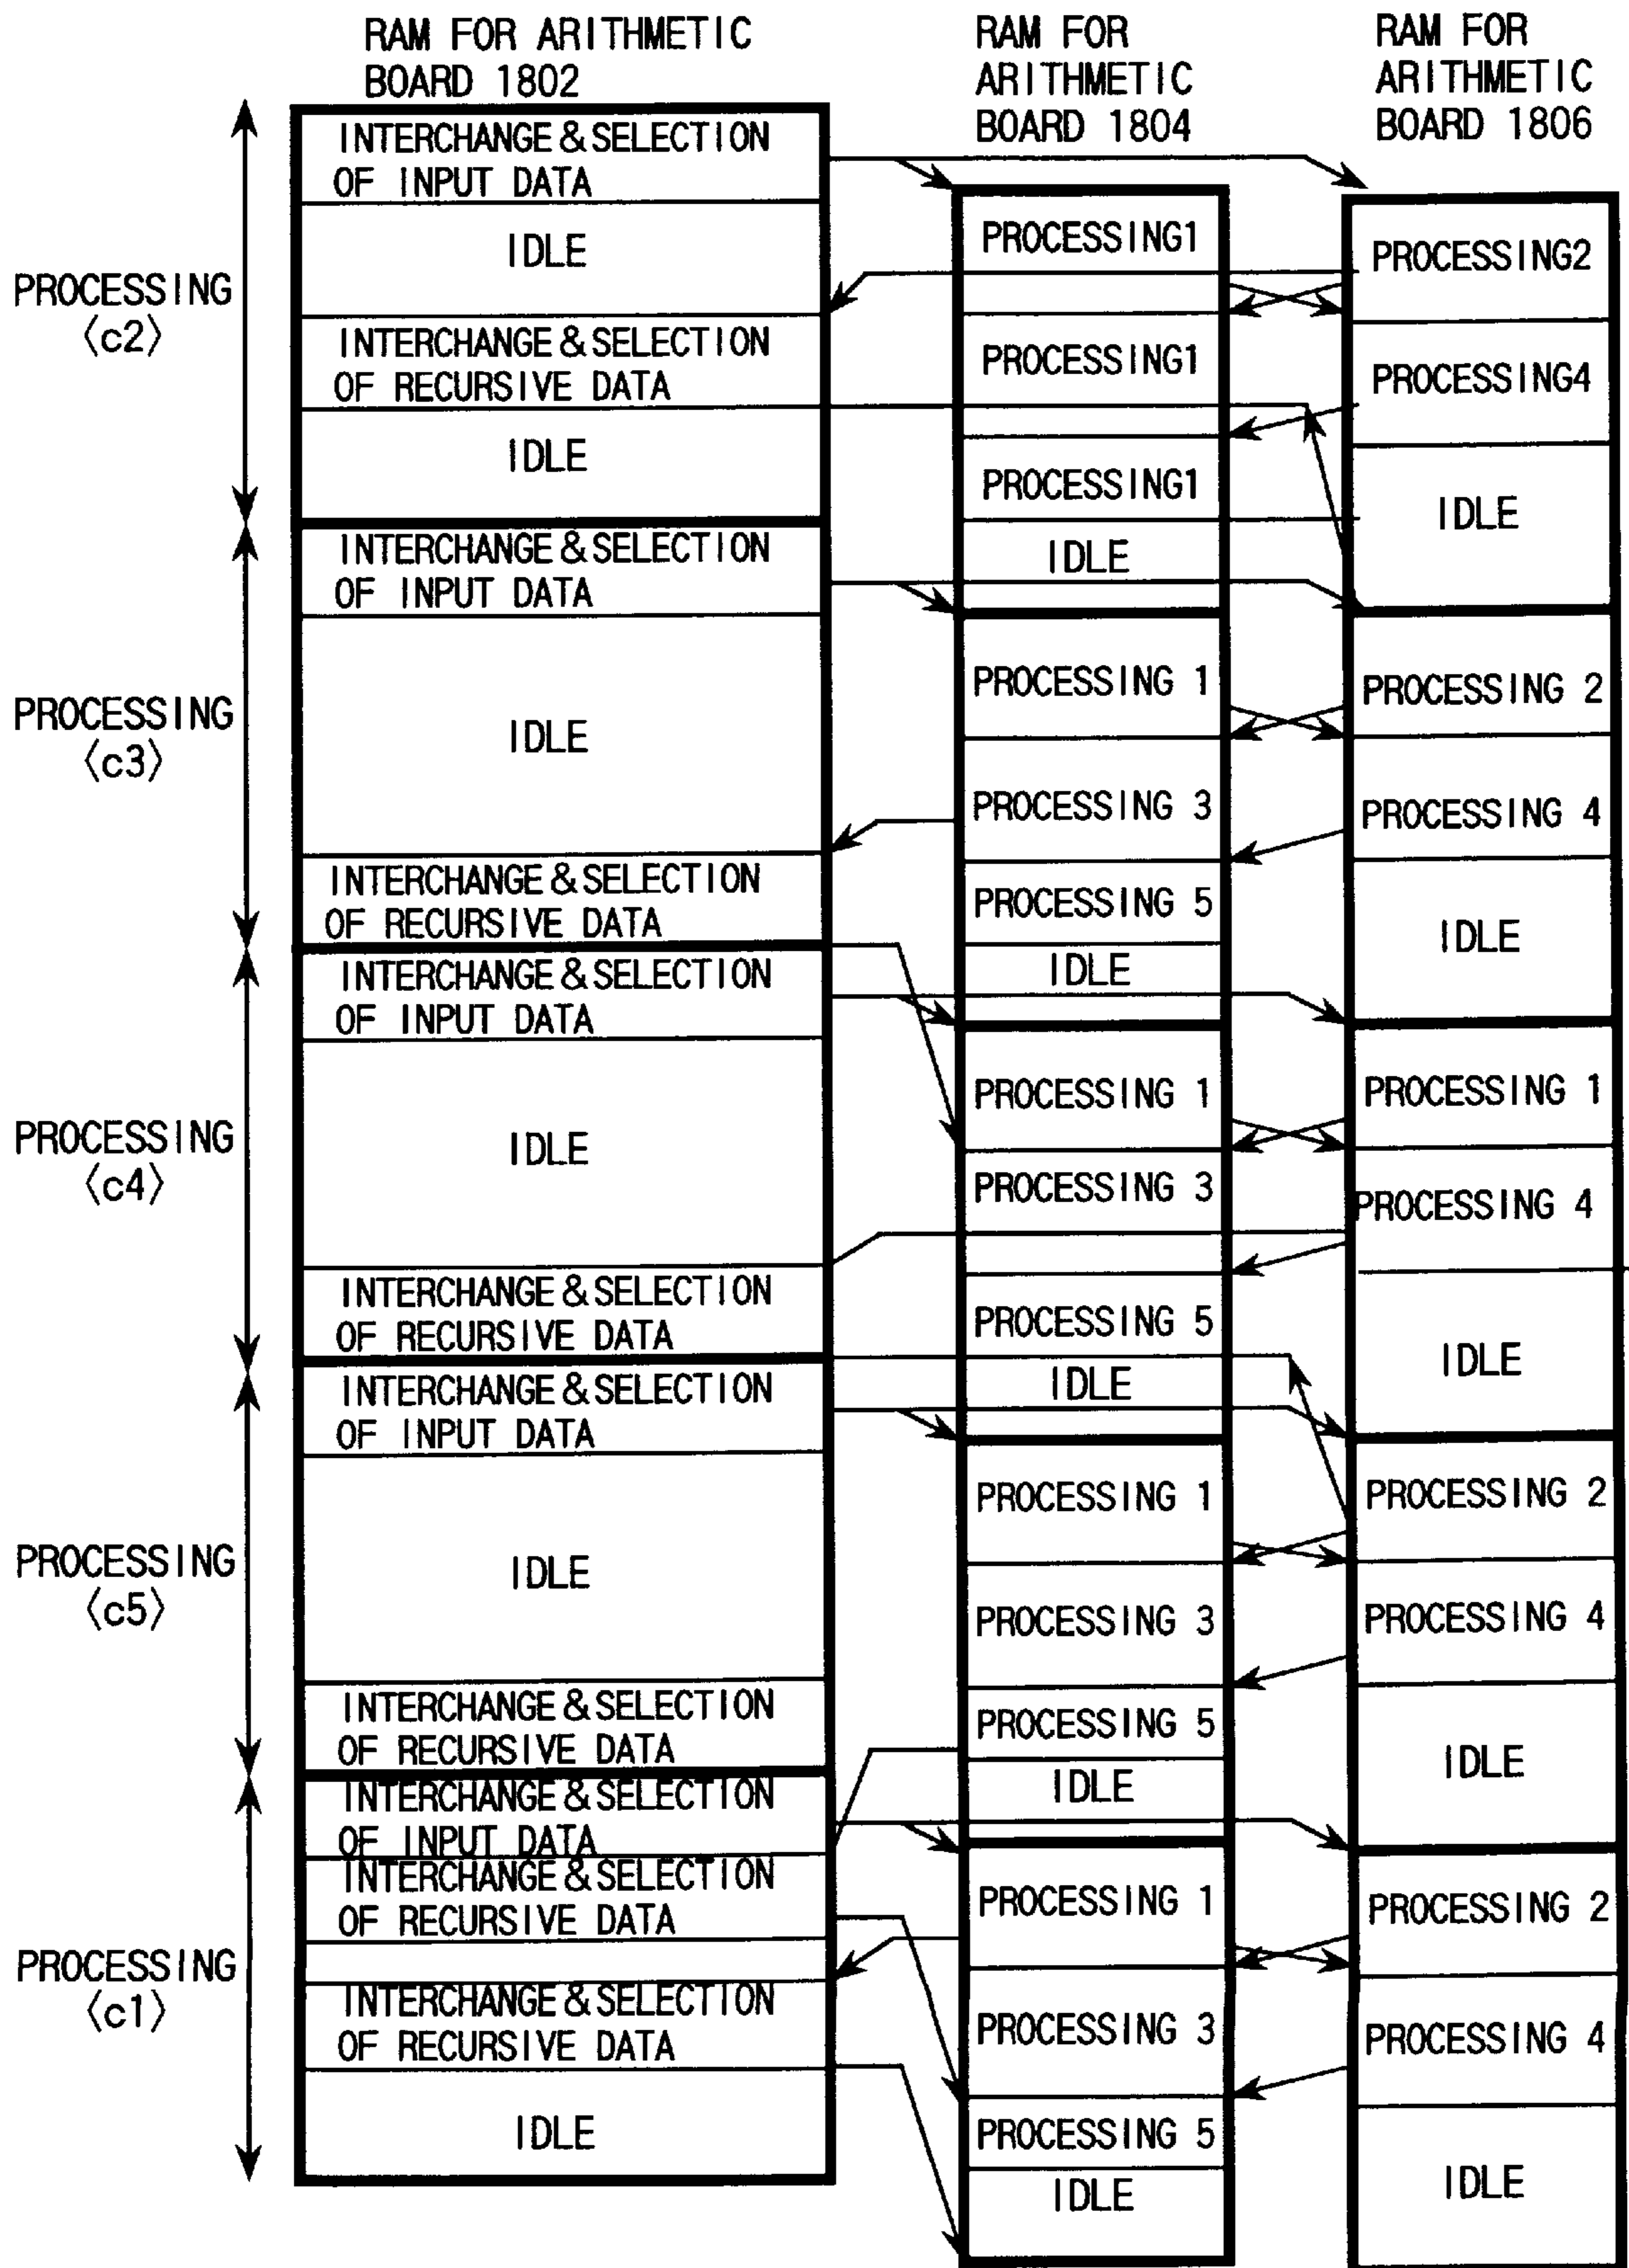 RAM FOR ARITHMETIC
BOARD 1802
RAM FOR
ARITHMETIC
BOARD 1804
RAM FOR
ARITHMETIC
BOARD 1806
PROCESSING
〈c2〉
INTERCHANGE & SELECTION
OF INPUT DATA
IDLE
INTERCHANGE & SELECTION
OF RECURSIVE DATA
IDLE
PROCESSING
〈c3〉
INTERCHANGE & SELECTION
OF INPUT DATA
IDLE
INTERCHANGE & SELECTION
OF RECURSIVE DATA
PROCESSING
〈c4〉
INTERCHANGE & SELECTION
OF INPUT DATA
IDLE
INTERCHANGE & SELECTION
OF RECURSIVE DATA
PROCESSING
〈c5〉
INTERCHANGE & SELECTION
OF INPUT DATA
IDLE
INTERCHANGE & SELECTION
OF RECURSIVE DATA
PROCESSING
〈c1〉
INTERCHANGE & SELECTION
OF INPUT DATA
INTERCHANGE & SELECTION
OF RECURSIVE DATA
INTERCHANGE & SELECTION
OF RECURSIVE DATA
IDLE
PROCESSING1
PROCESSING1
PROCESSING1
IDLE
PROCESSING 1
PROCESSING 3
PROCESSING 5
IDLE
PROCESSING 1
PROCESSING 3
PROCESSING 5
IDLE
PROCESSING 1
PROCESSING 3
PROCESSING 5
IDLE
PROCESSING 1
PROCESSING 3
PROCESSING 5
IDLE
PROCESSING2
PROCESSING4
IDLE
PROCESSING 2
PROCESSING 4
IDLE
PROCESSING 1
PROCESSING 4
IDLE
PROCESSING 2
PROCESSING 4
IDLE
PROCESSING 2
PROCESSING 4
IDLE